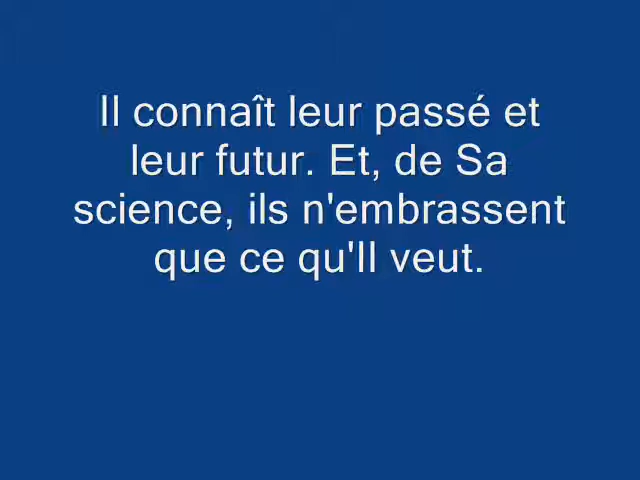 Il connaît leur passé et
leur futur. Et, de Sa
science, ils n'embrassent
que ce qu'Il veut.